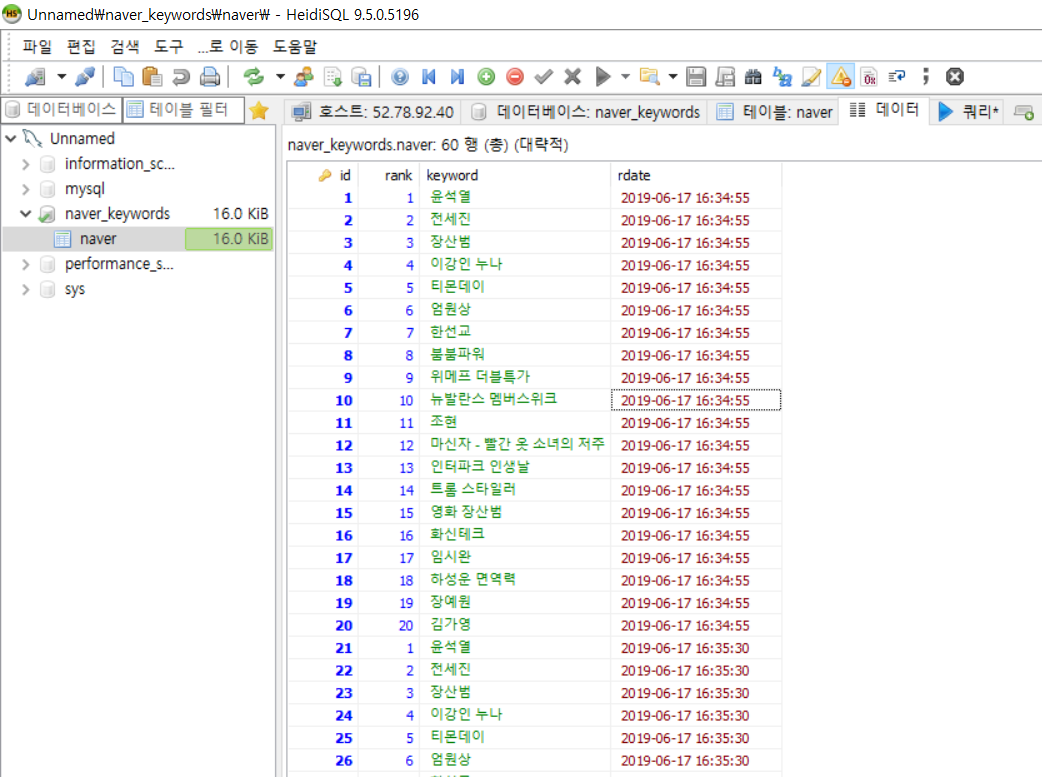 Unnamed₩naver_keywords₩naver₩ - HeidiSQL 9.5.0.5196
파일 편집 검색 도구 ...로 이동 도움말
데이터베이스 테이블 필터 호스트: 52.78.92.40 데이터베이스: naver_keywords 테이블: naver 데이터 쿼리*
Unnamed
information_sc...
mysql
naver_keywords 16.0 KiB
naver 16.0 KiB
performance_s...
sys
naver_keywords.naver: 60 행 (총) (대략적)
id rank keyword rdate
1 1 윤석열 2019-06-17 16:34:55
2 2 전세진 2019-06-17 16:34:55
3 3 장산범 2019-06-17 16:34:55
4 4 이강인 누나 2019-06-17 16:34:55
5 5 티몬데이 2019-06-17 16:34:55
6 6 엄원상 2019-06-17 16:34:55
7 7 한선교 2019-06-17 16:34:55
8 8 붐붐파워 2019-06-17 16:34:55
9 9 위메프 더블특가 2019-06-17 16:34:55
10 10 뉴발란스 멤버스위크 2019-06-17 16:34:55
11 11 조현 2019-06-17 16:34:55
12 12 마신자 - 빨간 옷 소녀의 저주 2019-06-17 16:34:55
13 13 인터파크 인생날 2019-06-17 16:34:55
14 14 트롬 스타일러 2019-06-17 16:34:55
15 15 영화 장산범 2019-06-17 16:34:55
16 16 화신테크 2019-06-17 16:34:55
17 17 임시완 2019-06-17 16:34:55
18 18 하성운 면역력 2019-06-17 16:34:55
19 19 장예원 2019-06-17 16:34:55
20 20 김가영 2019-06-17 16:34:55
21 1 윤석열 2019-06-17 16:35:30
22 2 전세진 2019-06-17 16:35:30
23 3 장산범 2019-06-17 16:35:30
24 4 이강인 누나 2019-06-17 16:35:30
25 5 티몬데이 2019-06-17 16:35:30
26 6 엄원상 2019-06-17 16:35:30